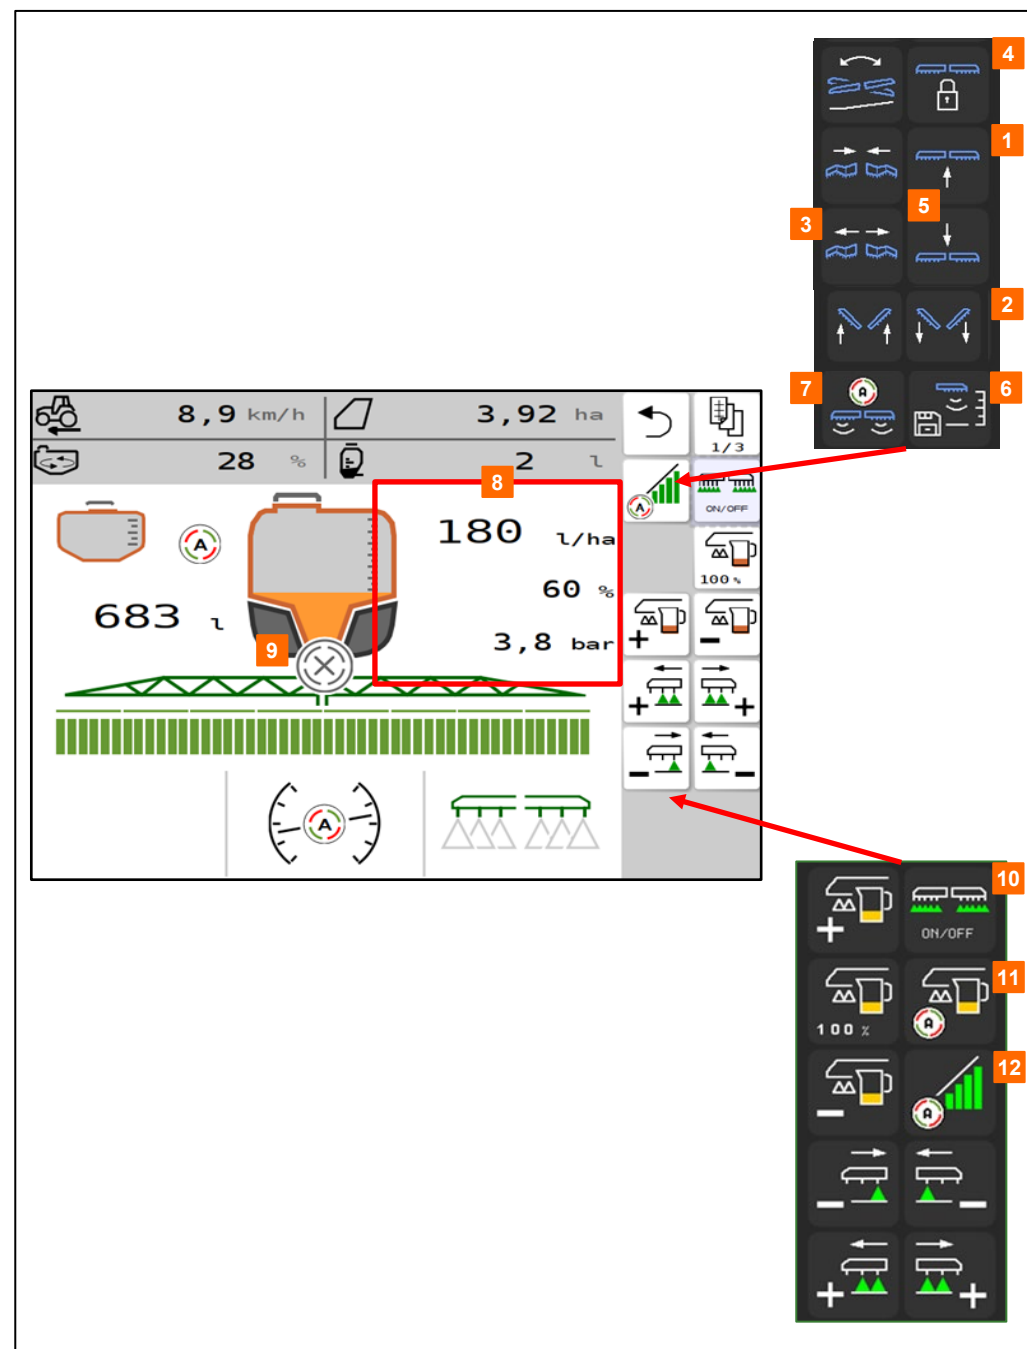 4
1
3
5
2
7
A
6
8,9 km/h
3,92 ha
1/3
28 %
2 l
8
A
ON/OFF
A
180 l/ha
100 %
60 %
683 l
3,8 bar
+
-
9
+
+
-
-
A
10
+
ON/OFF
11
100 %
A
12
-
A
-
-
+
+